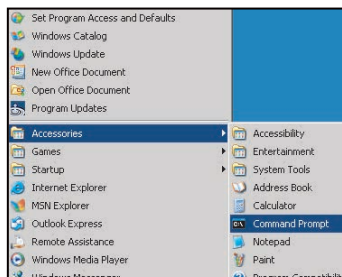 Set Program Access and Defaults
Windows Catalog
Windows Update
New Office Document
Open Office Document
Program Updates
Accessories
Games
Startup
Internet Explorer
MSN Explorer
Outlook Express
Remote Assistance
Windows Media Player
Windows Messenger
Accessibility
Entertainment
System Tools
Address Book
Calculator
Command Prompt
Notepad
Paint